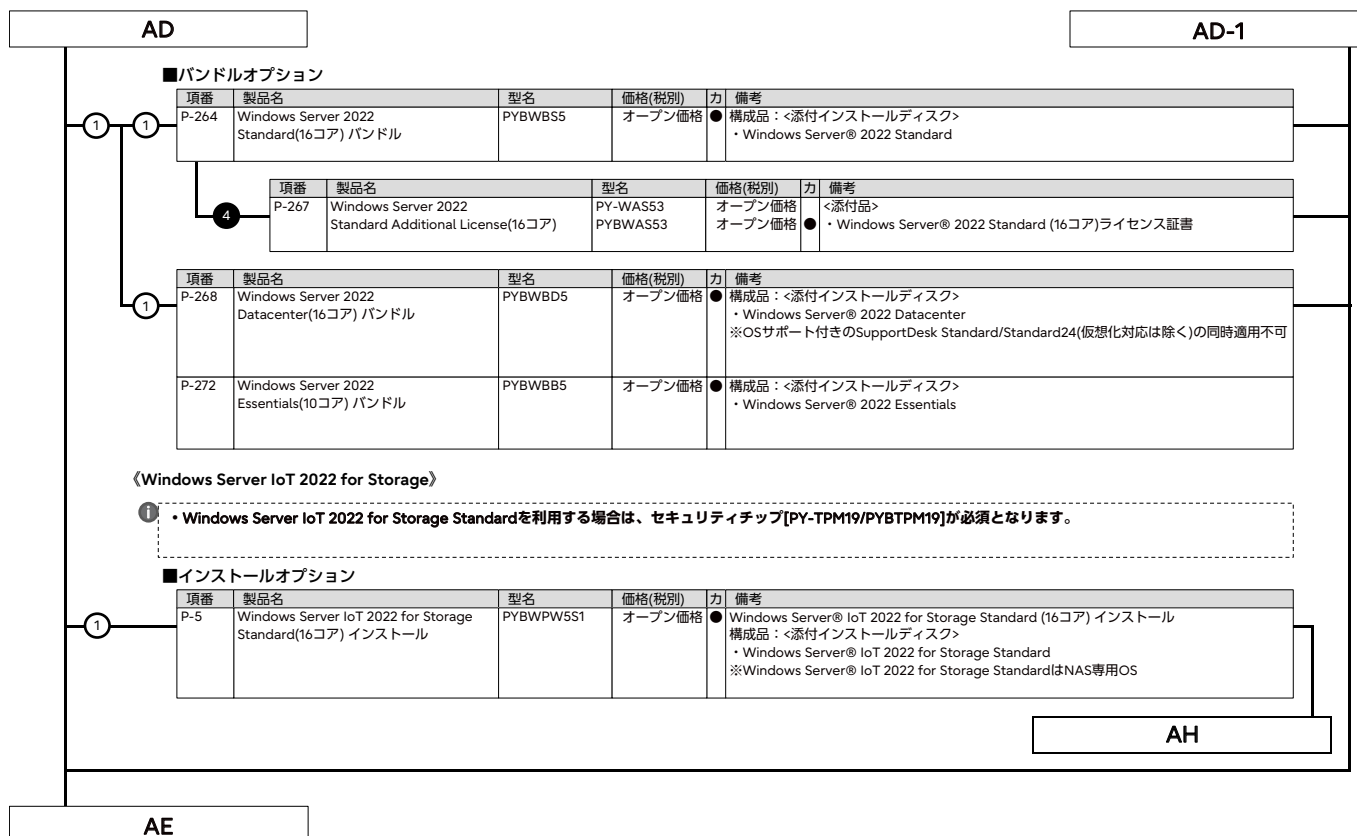 AD
AD-1
■バンドルオプション
項番 製品名 型名 価格(税別) カ 備考
1 1 P-264 Windows Server 2022 PYBWBS5 オープン価格 ● 構成品：<添付インストールディスク>
Standard(16コア) バンドル ・Windows Server® 2022 Standard
項番 製品名 型名 価格(税別) カ 備考
4 P-267 Windows Server 2022 PY-WAS53 オープン価格 <添付品>
Standard Additional License(16コア) PYBWAS53 オープン価格 ● ・Windows Server® 2022 Standard (16コア)ライセンス証書
項番 製品名 型名 価格(税別) カ 備考
1 P-268 Windows Server 2022 PYBWBD5 オープン価格 ● 構成品：<添付インストールディスク>
Datacenter(16コア) バンドル ・Windows Server® 2022 Datacenter
※OSサポート付きのSupportDesk Standard/Standard24(仮想化対応は除く)の同時適用不可
P-272 Windows Server 2022 PYBWBB5 オープン価格 ● 構成品：<添付インストールディスク>
Essentials(10コア) バンドル ・Windows Server® 2022 Essentials
《Windows Server IoT 2022 for Storage》
・Windows Server IoT 2022 for Storage Standardを利用する場合は、セキュリティチップ[PY-TPM19/PYBTPM19]が必須となります。
■インストールオプション
項番 製品名 型名 価格(税別) カ 備考
1 P-5 Windows Server IoT 2022 for Storage PYBWPW5S1 オープン価格 ● Windows Server® IoT 2022 for Storage Standard (16コア) インストール
Standard(16コア) インストール 構成品：<添付インストールディスク>
・Windows Server® IoT 2022 for Storage Standard
※Windows Server® IoT 2022 for Storage StandardはNAS専用OS
AH
AE